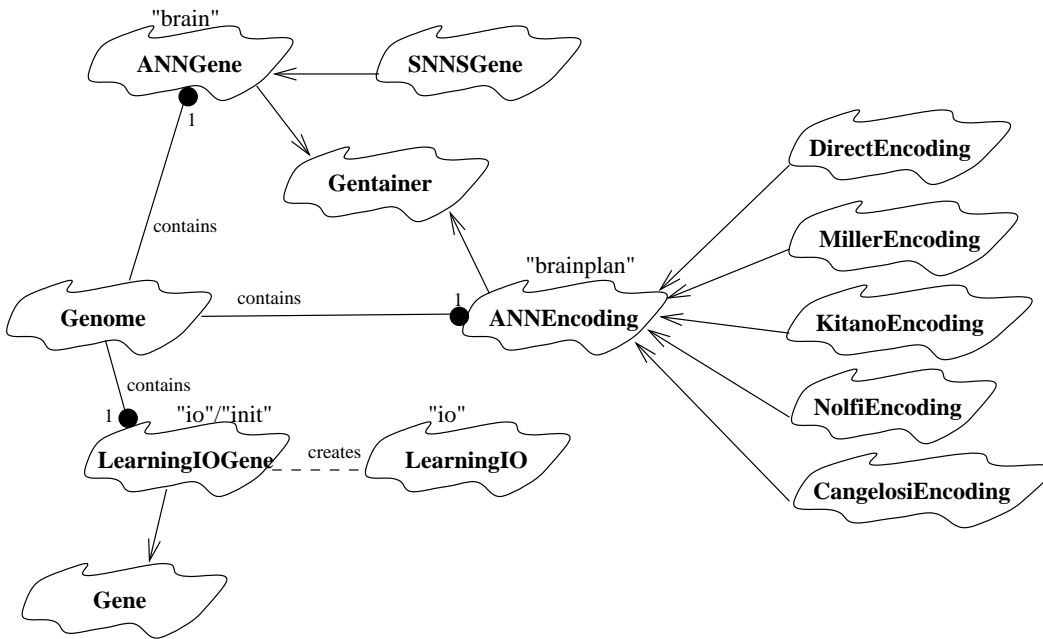 "brain"
ANNGene
SNNSGene
1
DirectEncoding
Gentainer
contains
MillerEncoding
"brainplan"
contains
1
Genome
ANNEncoding
KitanoEncoding
contains
NolfiEncoding
1
"io"/"init"
"io"
creates
LearningIOGene
LearningIO
CangelosiEncoding
Gene